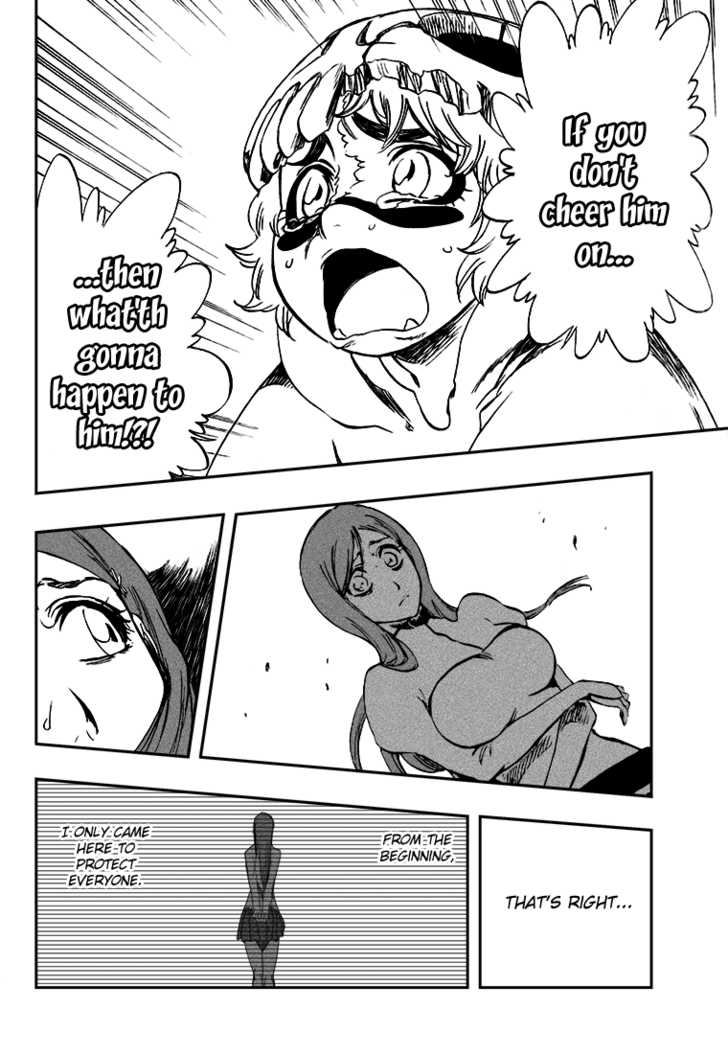 If you
don't
cheer him
on...
...then
what'th
gonna
happen to
him!?!
THAT'S RIGHT...
FROM THE
BEGINNING,
I ONLY CAME
HERE TO
PROTECT
EVERYONE.